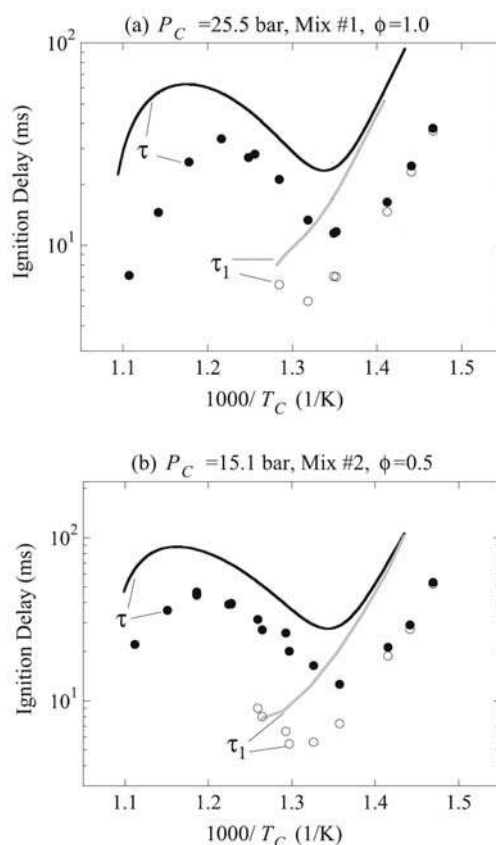 (a) P_C =25.5 bar, Mix #1, ϕ=1.0
10²
10¹
Ignition Delay (ms)
τ
τ₁
1.1 1.2 1.3 1.4 1.5
1000/ T_C (1/K)
(b) P_C =15.1 bar, Mix #2, ϕ=0.5
10²
10¹
Ignition Delay (ms)
τ
τ₁
1.1 1.2 1.3 1.4 1.5
1000/ T_C (1/K)